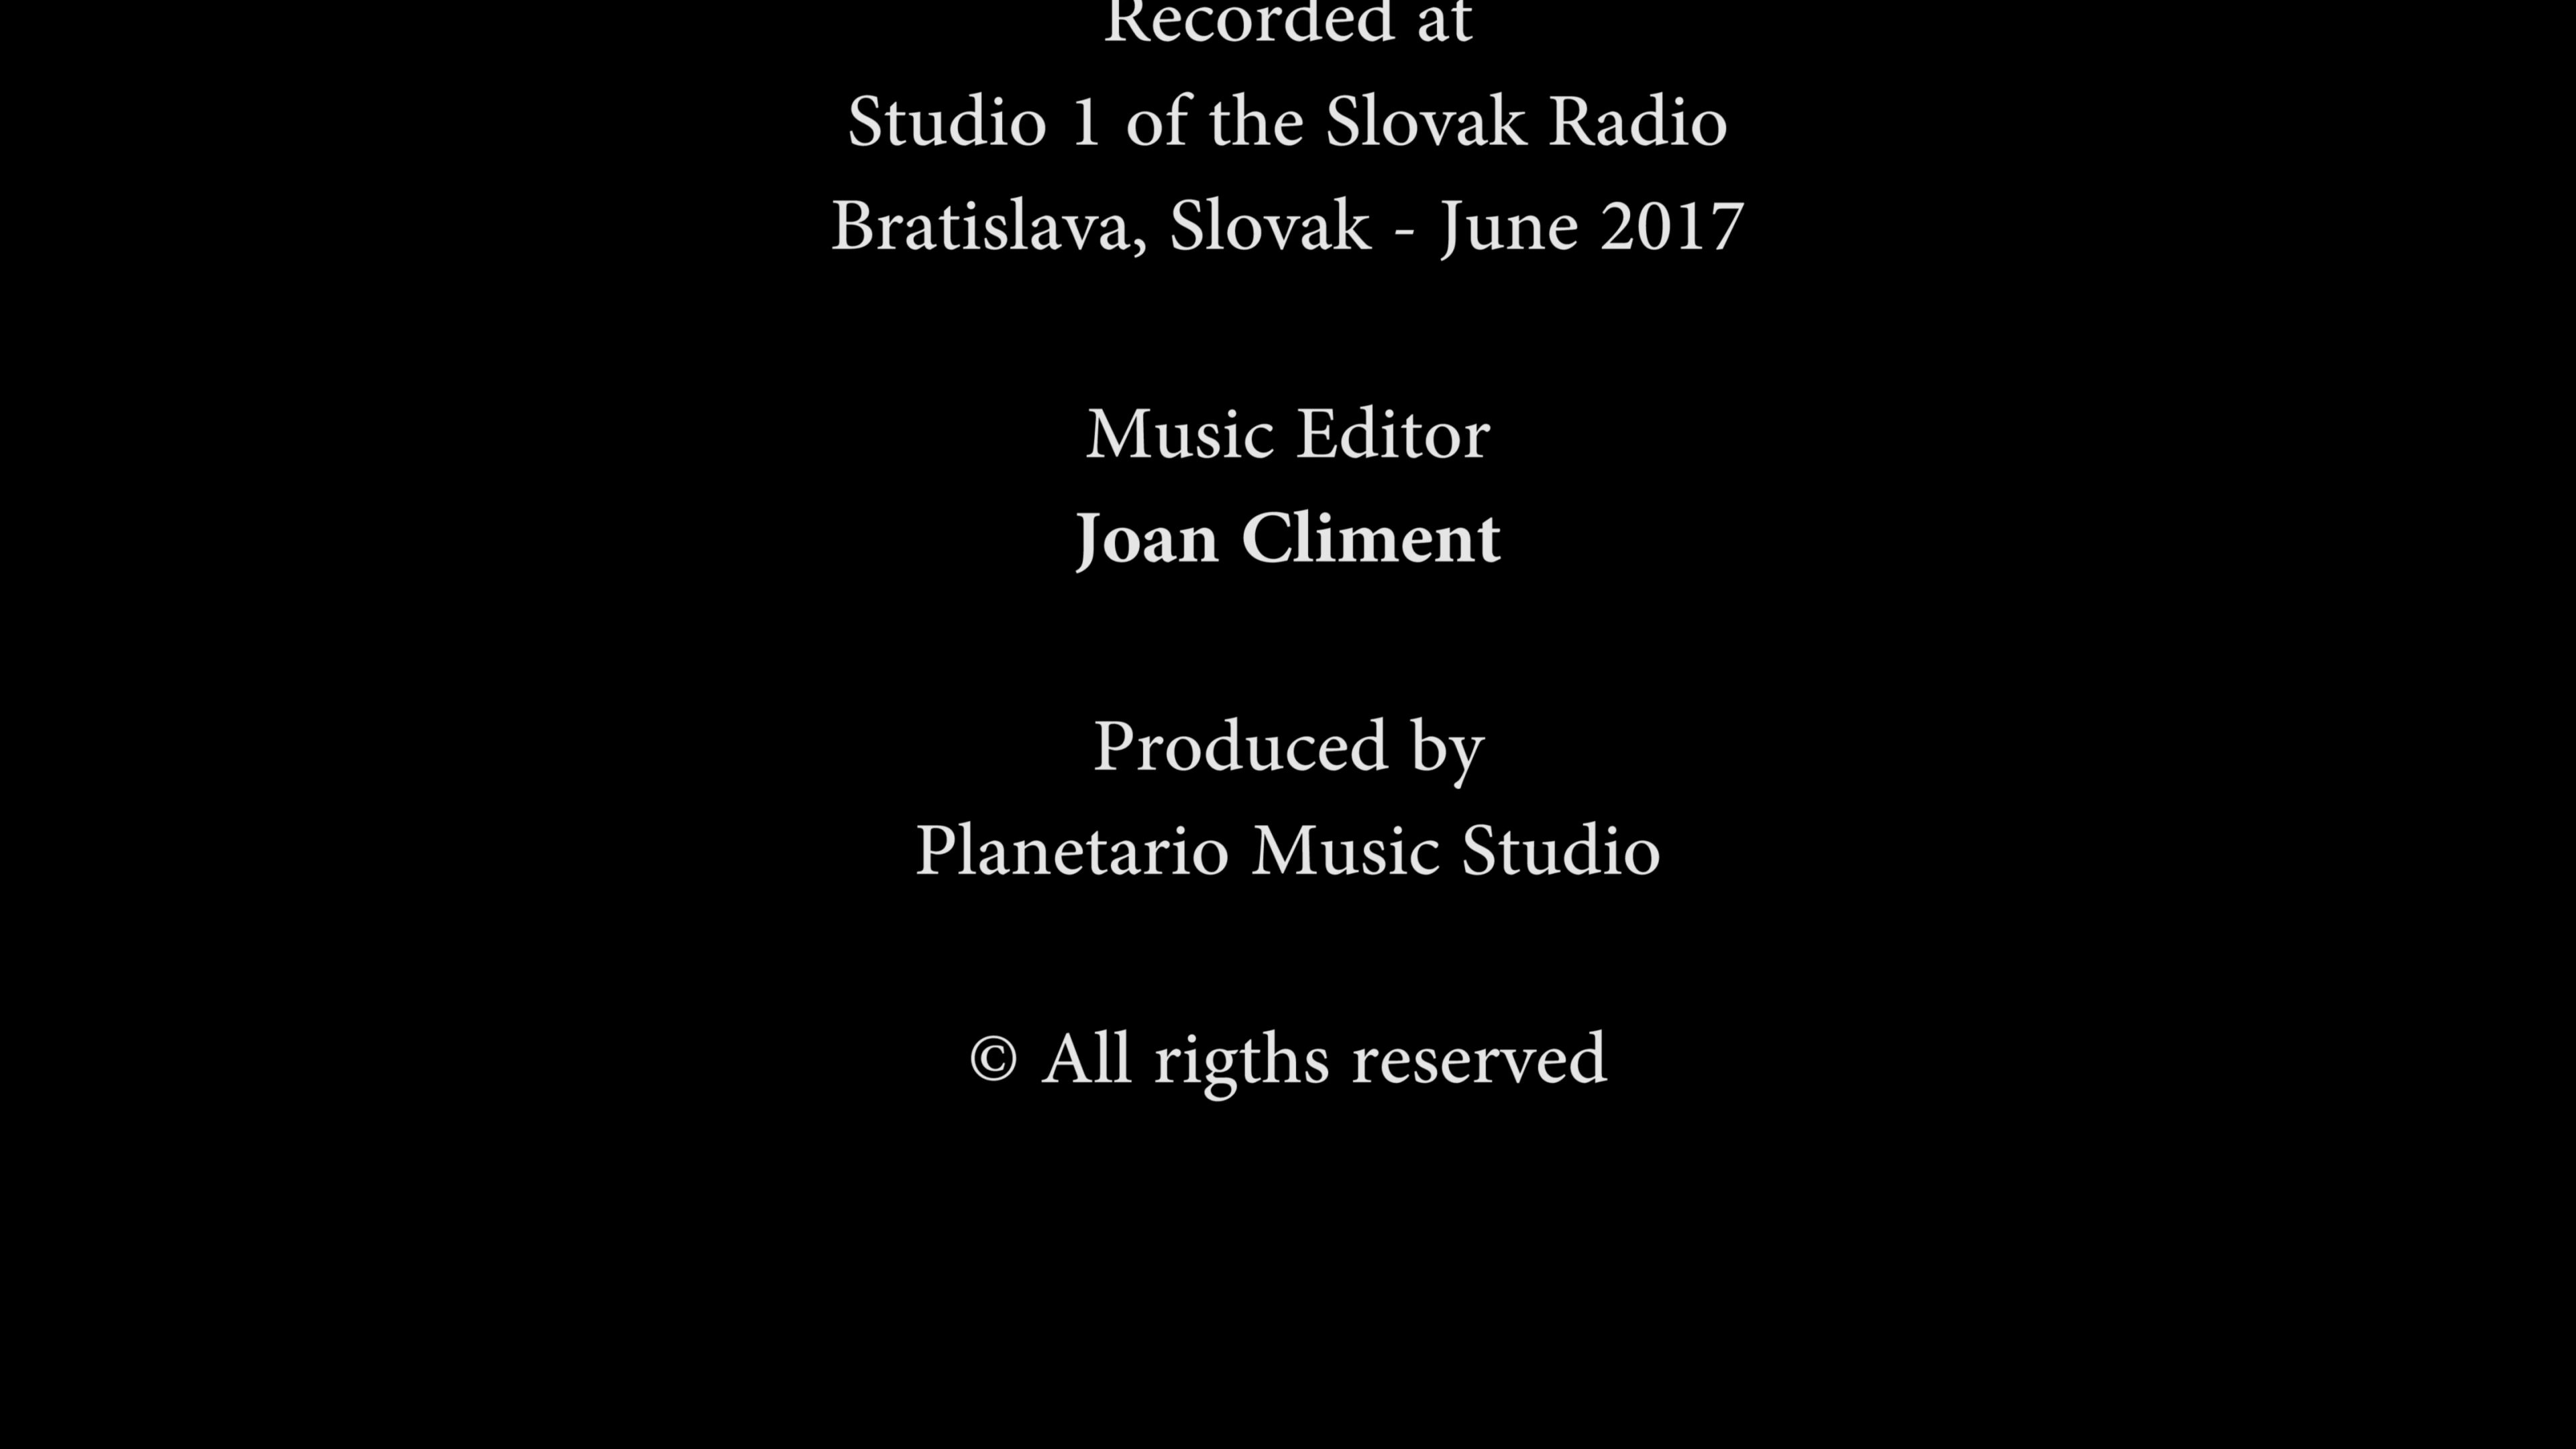 Recorded at
Studio 1 of the Slovak Radio
Bratislava, Slovak - June 2017
Music Editor
Joan Climent
Produced by
Planetario Music Studio
© All rigths reserved